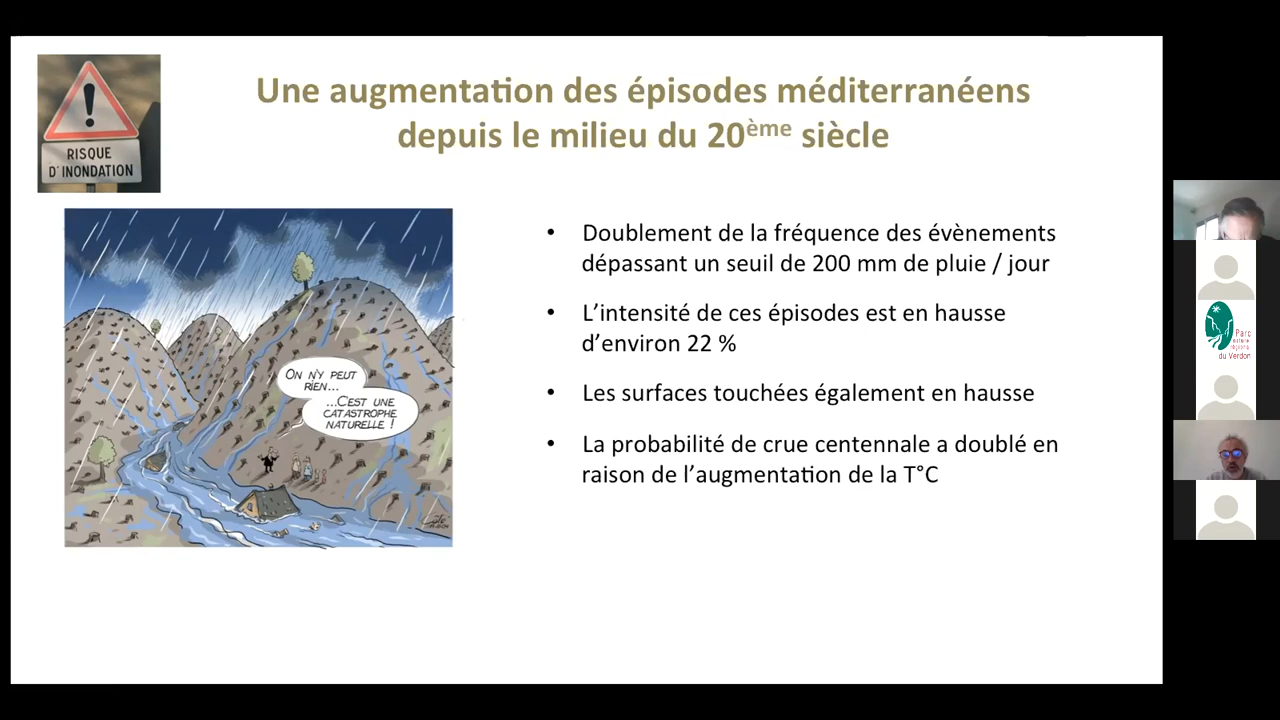 Une augmentation des épisodes méditerranéens
depuis le milieu du 20ème siècle
RISQUE
D'INONDATION
• Doublement de la fréquence des évènements
dépassant un seuil de 200 mm de pluie / jour
• L'intensité de ces épisodes est en hausse
d'environ 22 %
• Les surfaces touchées également en hausse
• La probabilité de crue centennale a doublé en
raison de l'augmentation de la T°C
ON N'Y PEUT
RIEN...
...C'EST UNE
CATASTROPHE
NATURELLE !
Parc
naturel
régional
du Verdon